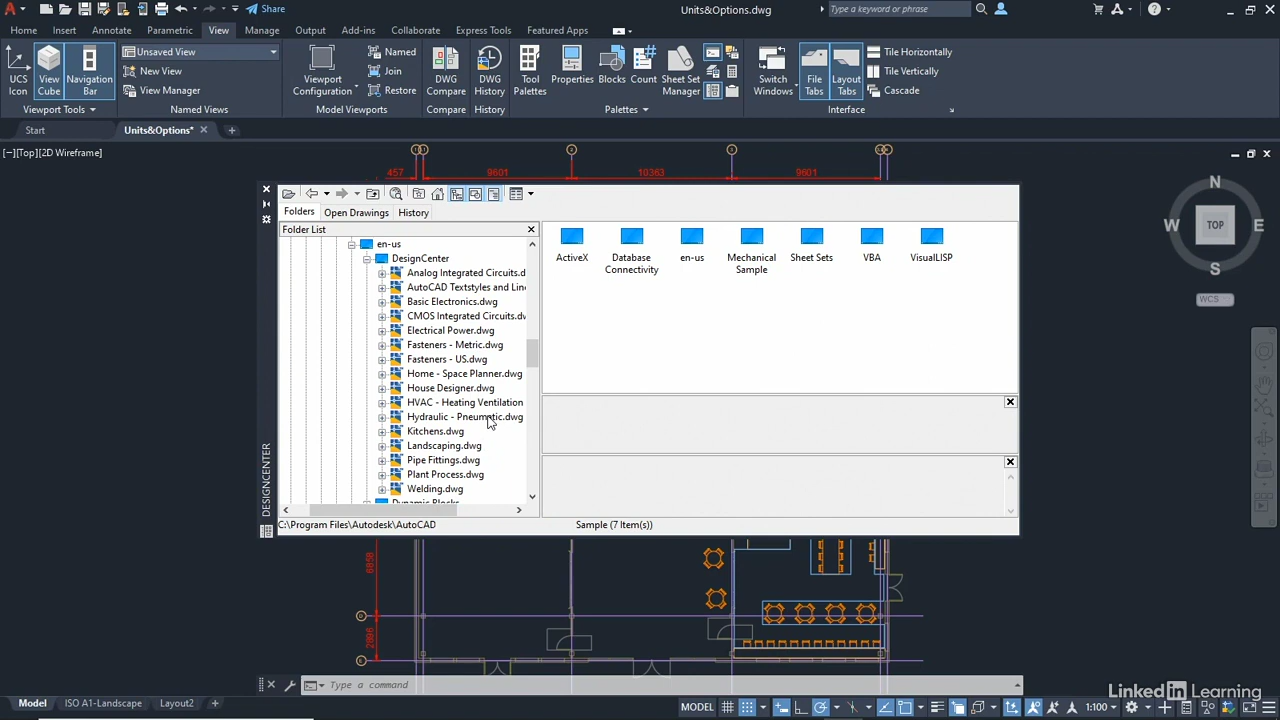 Share
Units&Options.dwg
Type a keyword or phrase
Home Insert Annotate Parametric View Manage Output Add-ins Collaborate Express Tools Featured Apps
UCS Icon
View Cube
Navigation Bar
Unsaved View
New View
View Manager
Viewport Configuration
Named
Join
Restore
DWG Compare
DWG History
Tool Palettes
Properties
Blocks
Count
Sheet Set Manager
Switch Windows
File Tabs
Layout Tabs
Tile Horizontally
Tile Vertically
Cascade
Viewport Tools Named Views Model Viewports Compare History Palettes Interface
Start Units&Options*
[−][Top][2D Wireframe]
457 9601 10363 9601
N
W TOP E
S
WCS
Folders Open Drawings History
Folder List
en-us
DesignCenter
Analog Integrated Circuits.d
AutoCAD Textstyles and Line
Basic Electronics.dwg
CMOS Integrated Circuits.dw
Electrical Power.dwg
Fasteners - Metric.dwg
Fasteners - US.dwg
Home - Space Planner.dwg
House Designer.dwg
HVAC - Heating Ventilation
Hydraulic - Pneumatic.dwg
Kitchens.dwg
Landscaping.dwg
Pipe Fittings.dwg
Plant Process.dwg
Welding.dwg
Dynamic Blocks
ActiveX
Database Connectivity
en-us
Mechanical Sample
Sheet Sets
VBA
VisualLISP
DESIGNCENTER
C:\Program Files\Autodesk\AutoCAD
Sample (7 Item(s))
6858
2896
D
E
Type a command
Model ISO A1-Landscape Layout2
MODEL
1:100
LinkedIn Learning